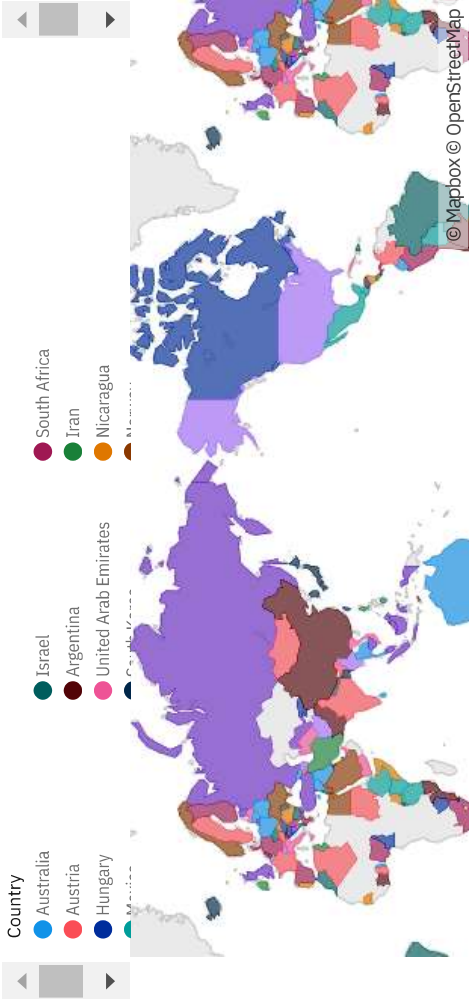 Country
Australia Israel South Africa
Austria Argentina Iran
Hungary United Arab Emirates Nicaragua
© Mapbox © OpenStreetMap